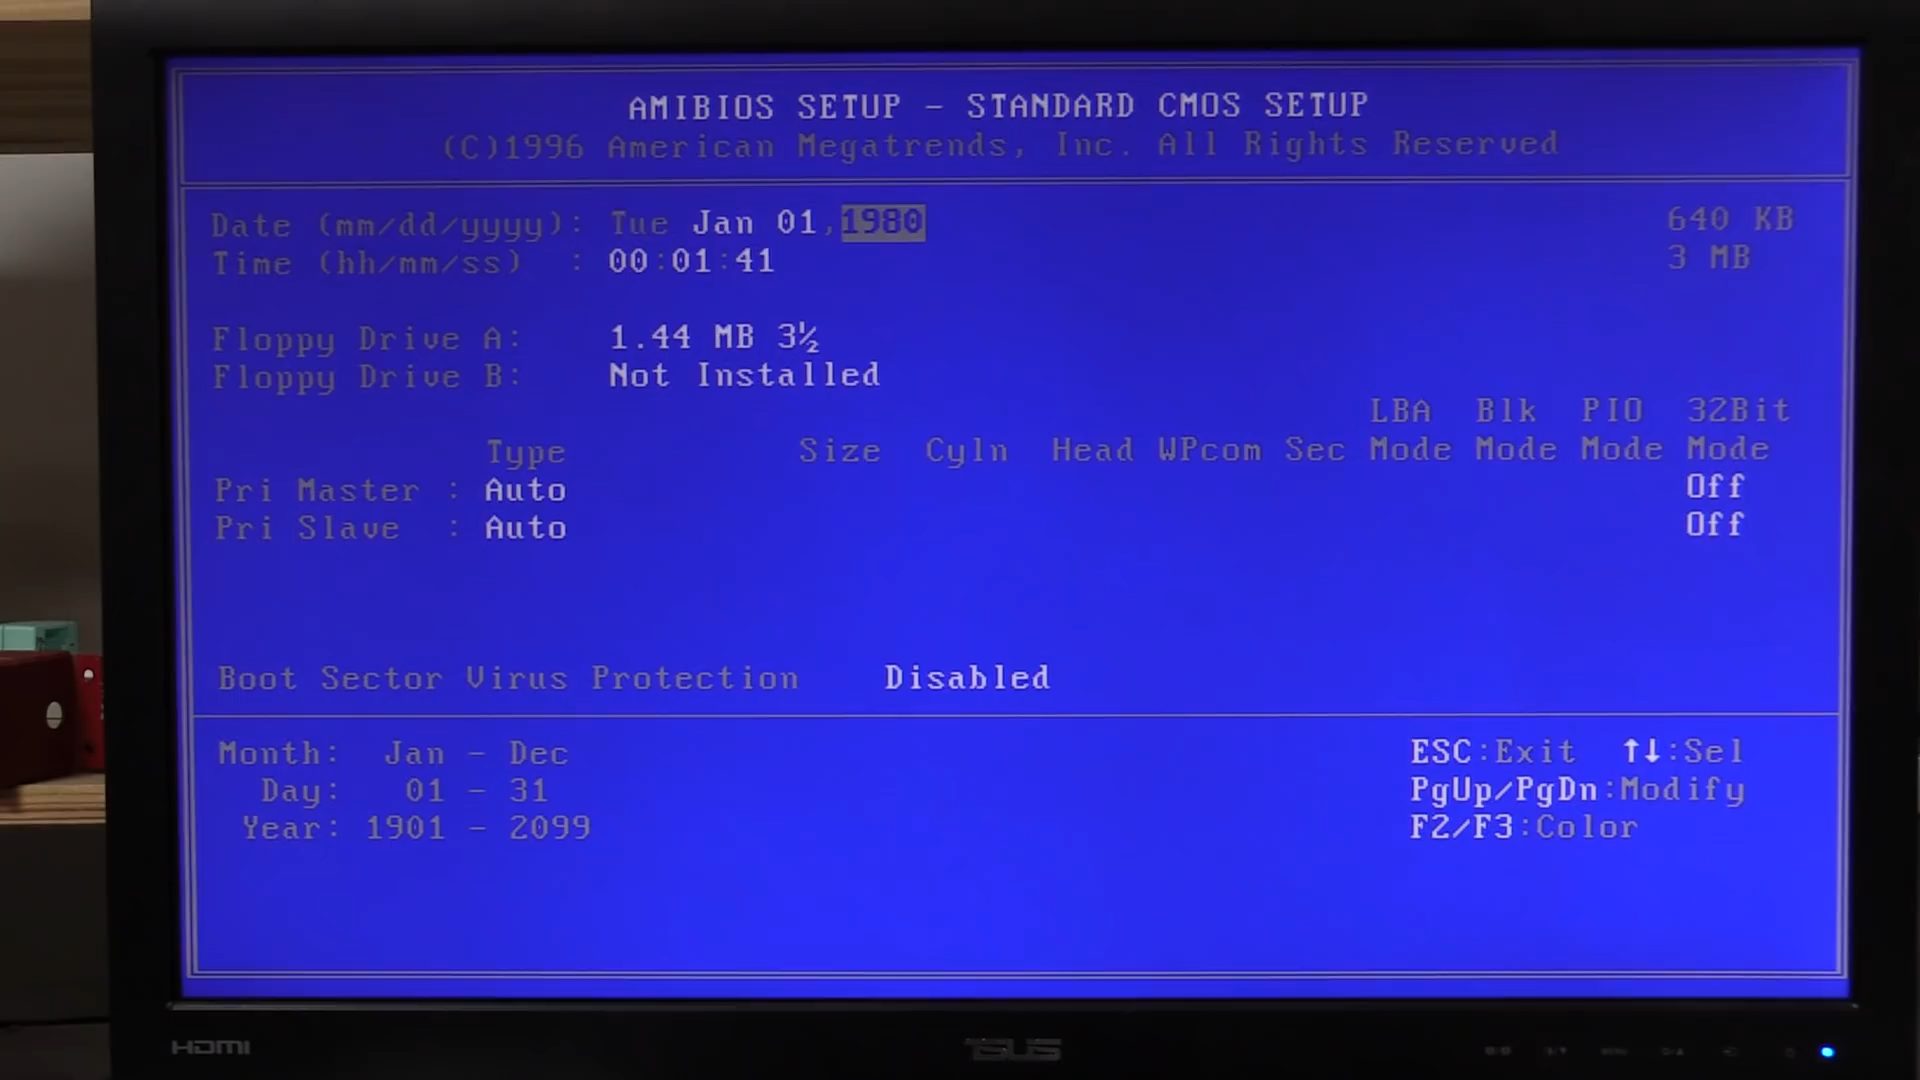 AMIBIOS SETUP - STANDARD CMOS SETUP
(C)1996 American Megatrends, Inc. All Rights Reserved
Date (mm/dd/yyyy): Tue Jan 01,1980 640 KB
Time (hh/mm/ss) : 00:01:41 3 MB
Floppy Drive A: 1.44 MB 3½
Floppy Drive B: Not Installed
LBA Blk PIO 32Bit
Type Size Cyln Head WPcom Sec Mode Mode Mode Mode
Pri Master : Auto Off
Pri Slave : Auto Off
Boot Sector Virus Protection Disabled
Month: Jan - Dec ESC:Exit ↑↓:Sel
Day: 01 - 31 PgUp/PgDn:Modify
Year: 1901 - 2099 F2/F3:Color
HDMI ASUS